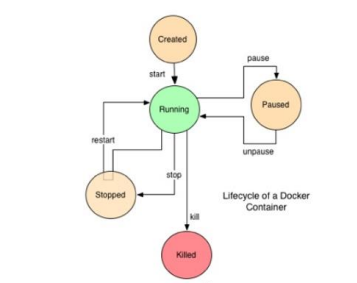 Created
start
pause
Running
Paused
restart
unpause
Stopped
stop
Lifecycle of a Docker
Container
kill
Killed